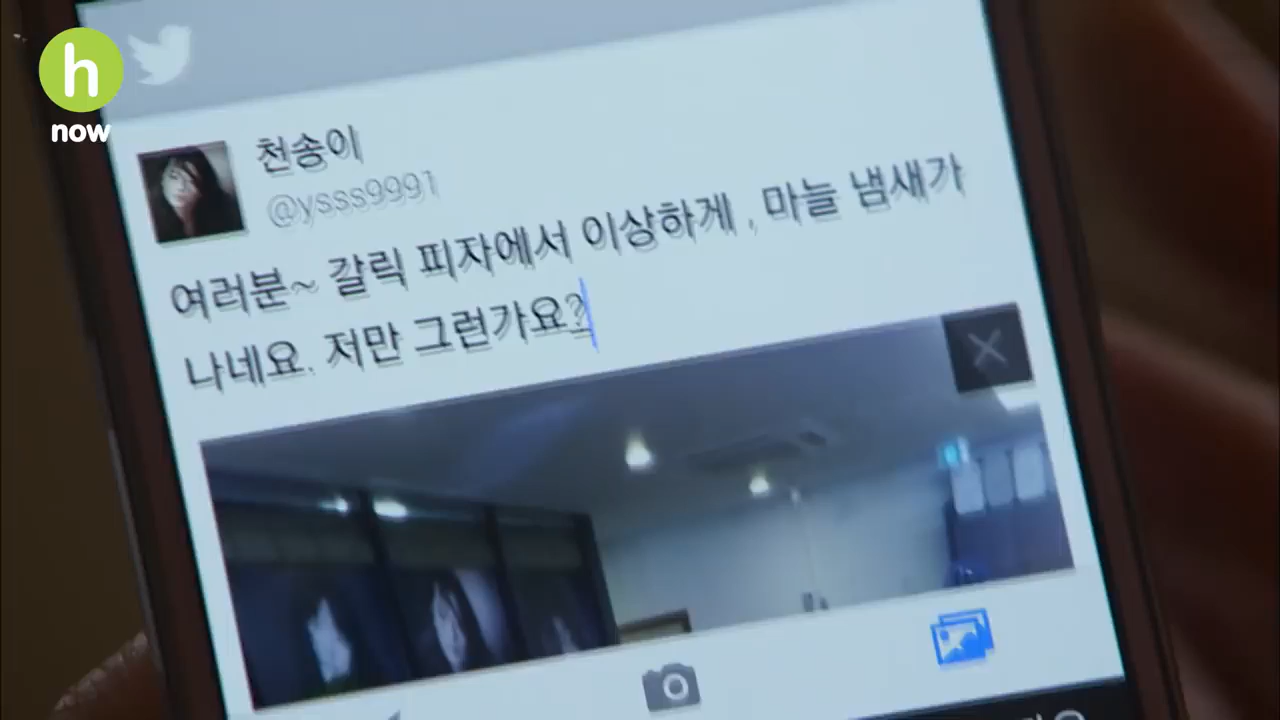 h
now
천송이
@ysss9991
여러분~ 갈릭 피자에서 이상하게 , 마늘 냄새가
나네요. 저만 그런가요?